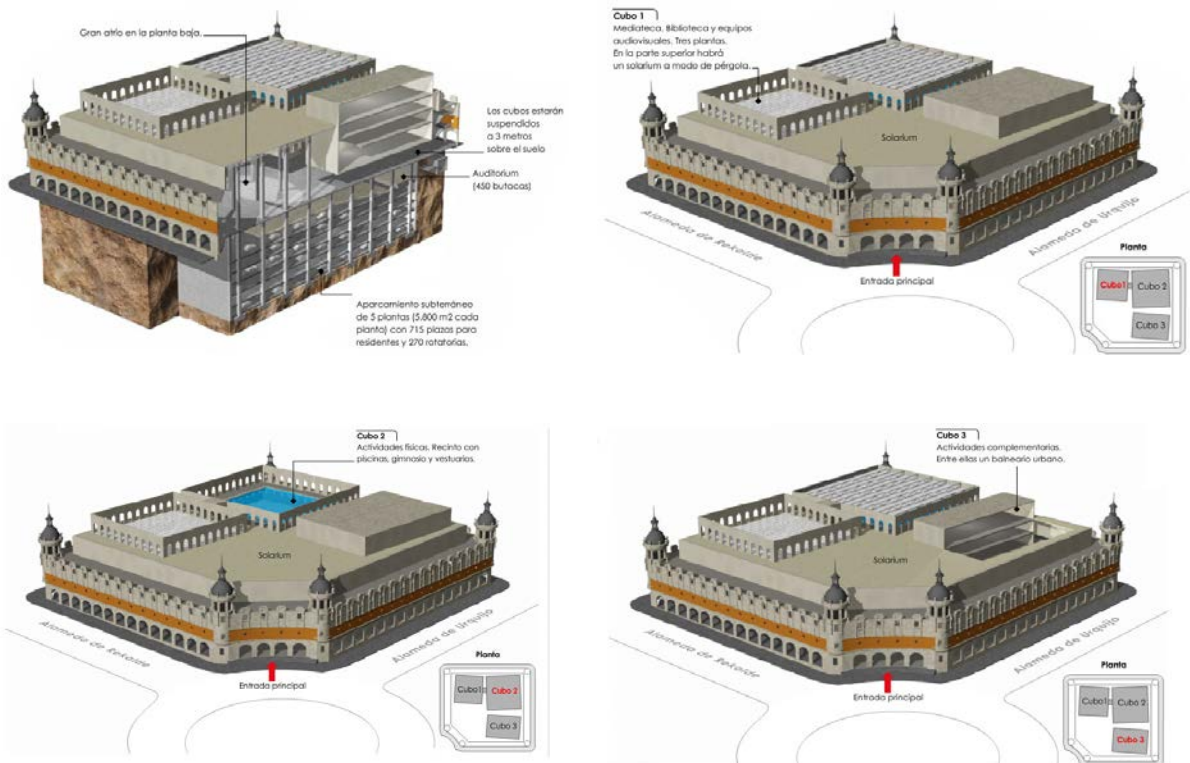 Gran atrio en la planta baja.
Los cubos estarán
suspendidos
a 3 metros
sobre el suelo
Auditorium
(450 butacas)
Aparcamiento subterráneo
de 5 plantas (5.800 m2 cada
planta) con 715 plazas para
residentes y 270 rotatorias.
Cubo 1
Mediateca. Biblioteca y equipos
audiovisuales. Tres plantas.
En la parte superior habrá
un solarium a modo de pérgola.
Solarium
Alameda de Rekalde
Alameda de Urquijo
Entrada principal
Planta
Cubo1
Cubo 2
Cubo 3
Cubo 2
Actividades físicas. Recinto con
piscinas, gimnasio y vestuarios.
Solarium
Alameda de Rekalde
Alameda de Urquijo
Entrada principal
Planta
Cubo1
Cubo 2
Cubo 3
Cubo 3
Actividades complementarias.
Entre ellas un balneario urbano.
Solarium
Alameda de Rekalde
Alameda de Urquijo
Entrada principal
Planta
Cubo1
Cubo 2
Cubo 3